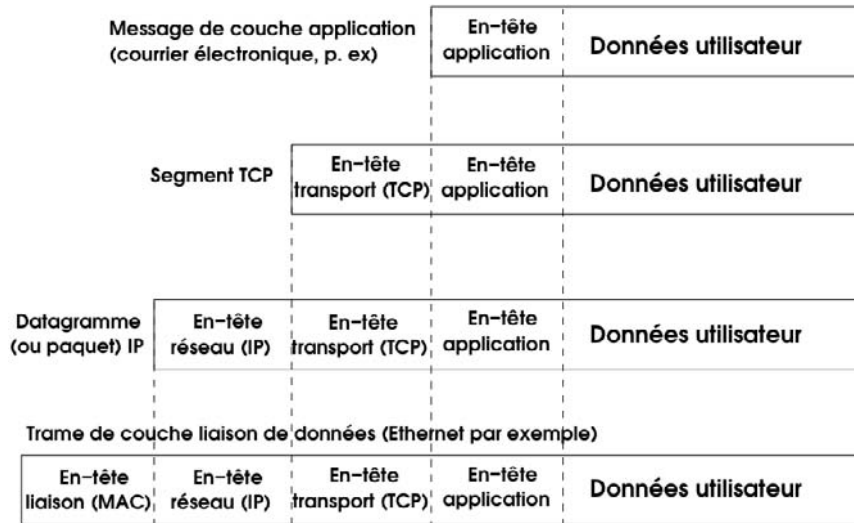 Message de couche application
(courrier électronique, p. ex)
En-tête
application
Données utilisateur
Segment TCP
En-tête
transport (TCP)
En-tête
application
Données utilisateur
Datagramme
(ou paquet) IP
En-tête
réseau (IP)
En-tête
transport (TCP)
En-tête
application
Données utilisateur
Trame de couche liaison de données (Ethernet par exemple)
En-tête
liaison (MAC)
En-tête
réseau (IP)
En-tête
transport (TCP)
En-tête
application
Données utilisateur